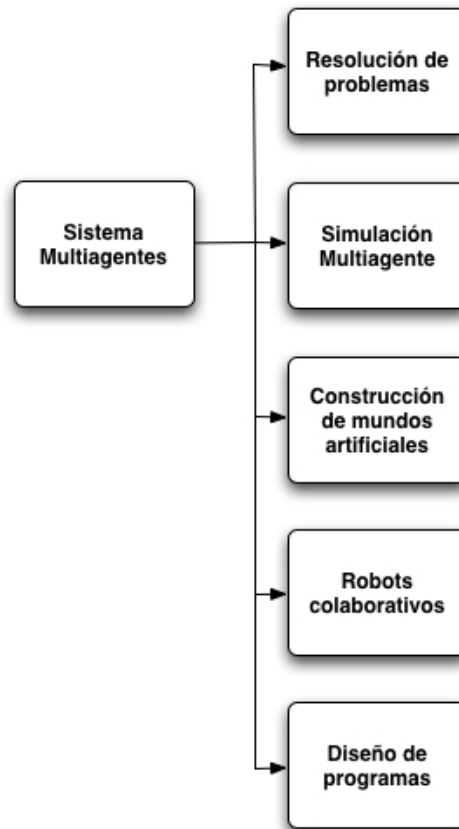 Sistema
Multiagentes
Resolución de
problemas
Simulación
Multiagente
Construcción
de mundos
artificiales
Robots
colaborativos
Diseño de
programas